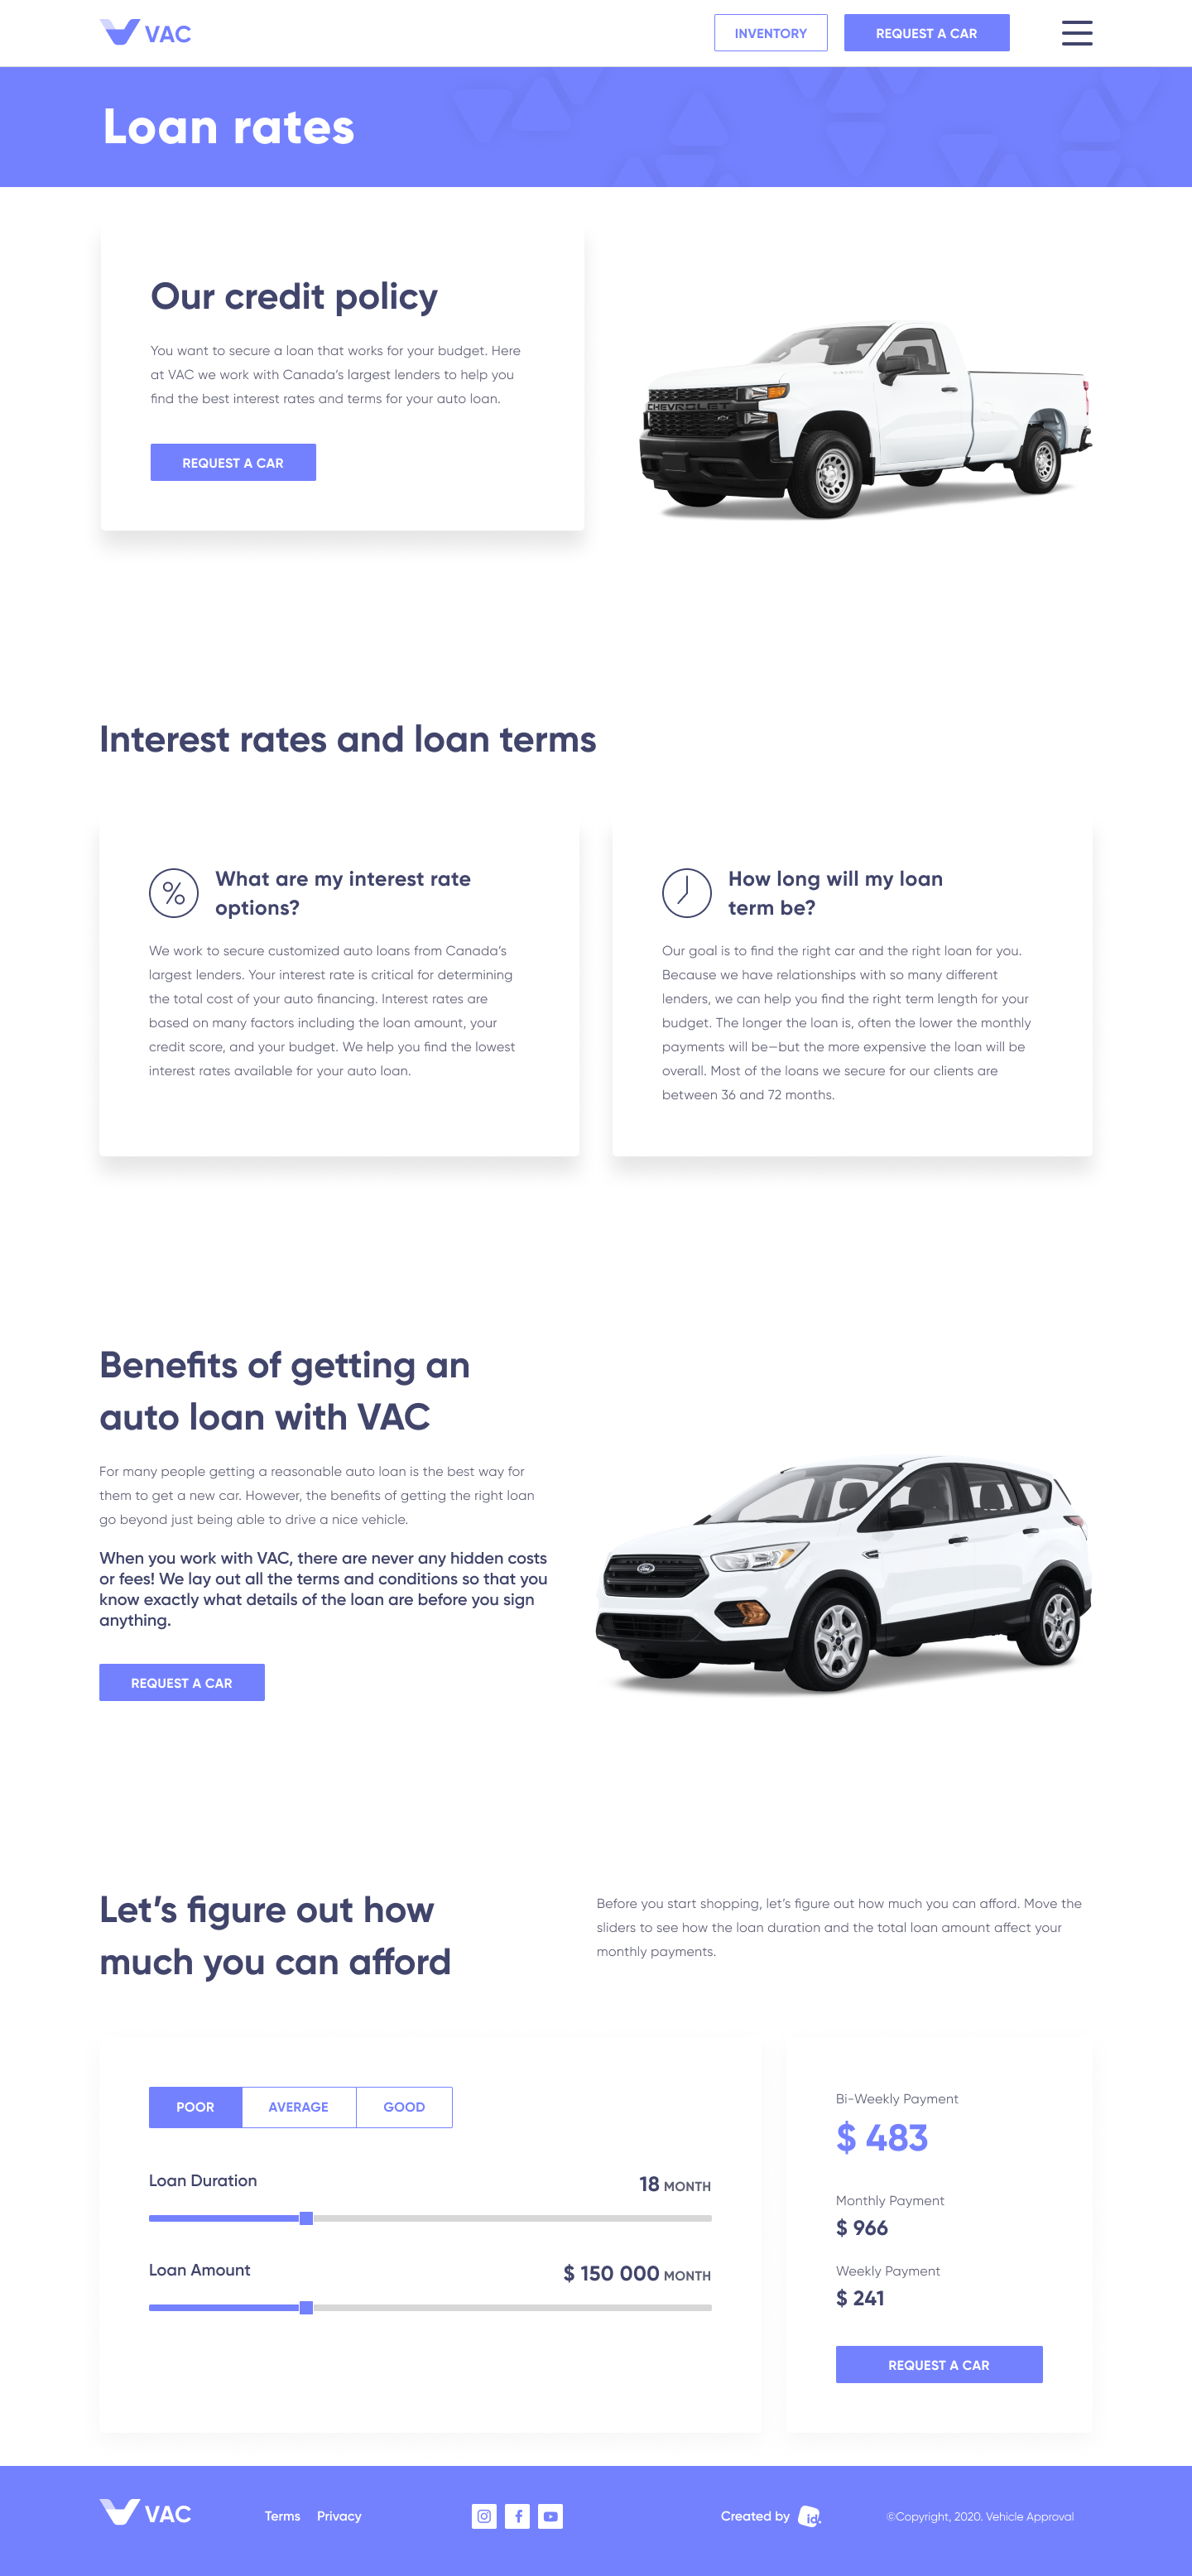 VAC
INVENTORY
REQUEST A CAR
Loan rates
Our credit policy
You want to secure a loan that works for your budget. Here
at VAC we work with Canada’s largest lenders to help you
find the best interest rates and terms for your auto loan.
REQUEST A CAR
CHEVROLET
Interest rates and loan terms
What are my interest rate
options?
We work to secure customized auto loans from Canada’s
largest lenders. Your interest rate is critical for determining
the total cost of your auto financing. Interest rates are
based on many factors including the loan amount, your
credit score, and your budget. We help you find the lowest
interest rates available for your auto loan.
How long will my loan
term be?
Our goal is to find the right car and the right loan for you.
Because we have relationships with so many different
lenders, we can help you find the right term length for your
budget. The longer the loan is, often the lower the monthly
payments will be—but the more expensive the loan will be
overall. Most of the loans we secure for our clients are
between 36 and 72 months.
Benefits of getting an
auto loan with VAC
For many people getting a reasonable auto loan is the best way for
them to get a new car. However, the benefits of getting the right loan
go beyond just being able to drive a nice vehicle.
When you work with VAC, there are never any hidden costs
or fees! We lay out all the terms and conditions so that you
know exactly what details of the loan are before you sign
anything.
REQUEST A CAR
Ford
Let’s figure out how
much you can afford
Before you start shopping, let’s figure out how much you can afford. Move the
sliders to see how the loan duration and the total loan amount affect your
monthly payments.
POOR
AVERAGE
GOOD
Loan Duration
18 MONTH
Loan Amount
$ 150 000 MONTH
Bi-Weekly Payment
$ 483
Monthly Payment
$ 966
Weekly Payment
$ 241
REQUEST A CAR
VAC
Terms
Privacy
Created by id.
©Copyright, 2020. Vehicle Approval